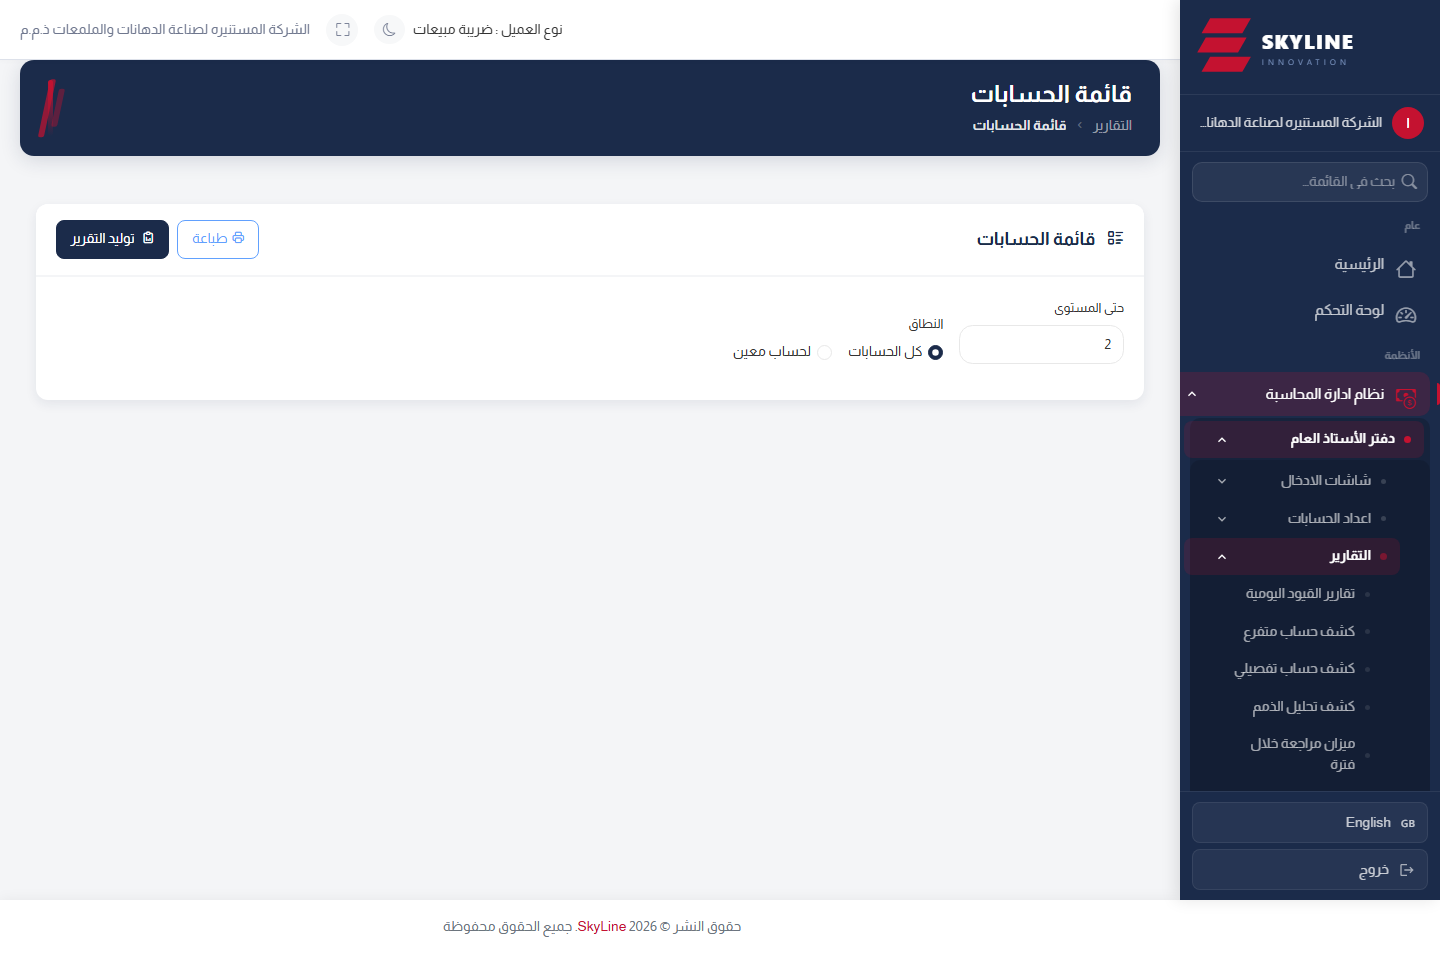 SKYLINE
INNOVATION
ا
الشركة المستنيره لصناعة الدهانا...
بحث في القائمة...
عام
الرئيسية
لوحة التحكم
الأنظمة
نظام ادارة المحاسبة
دفتر الأستاذ العام
شاشات الادخال
اعداد الحسابات
التقارير
تقارير القيود اليومية
كشف حساب متفرع
كشف حساب تفصيلي
كشف تحليل الذمم
ميزان مراجعة خلال
فترة
GB English
خروج
نوع العميل : ضريبة مبيعات
الشركة المستنيره لصناعة الدهانات والملمعات ذ.م.م
قائمة الحسابات
التقارير › قائمة الحسابات
قائمة الحسابات
طباعة
توليد التقرير
حتى المستوى
2
النطاق
كل الحسابات
لحساب معين
حقوق النشر © 2026 SkyLine. جميع الحقوق محفوظة